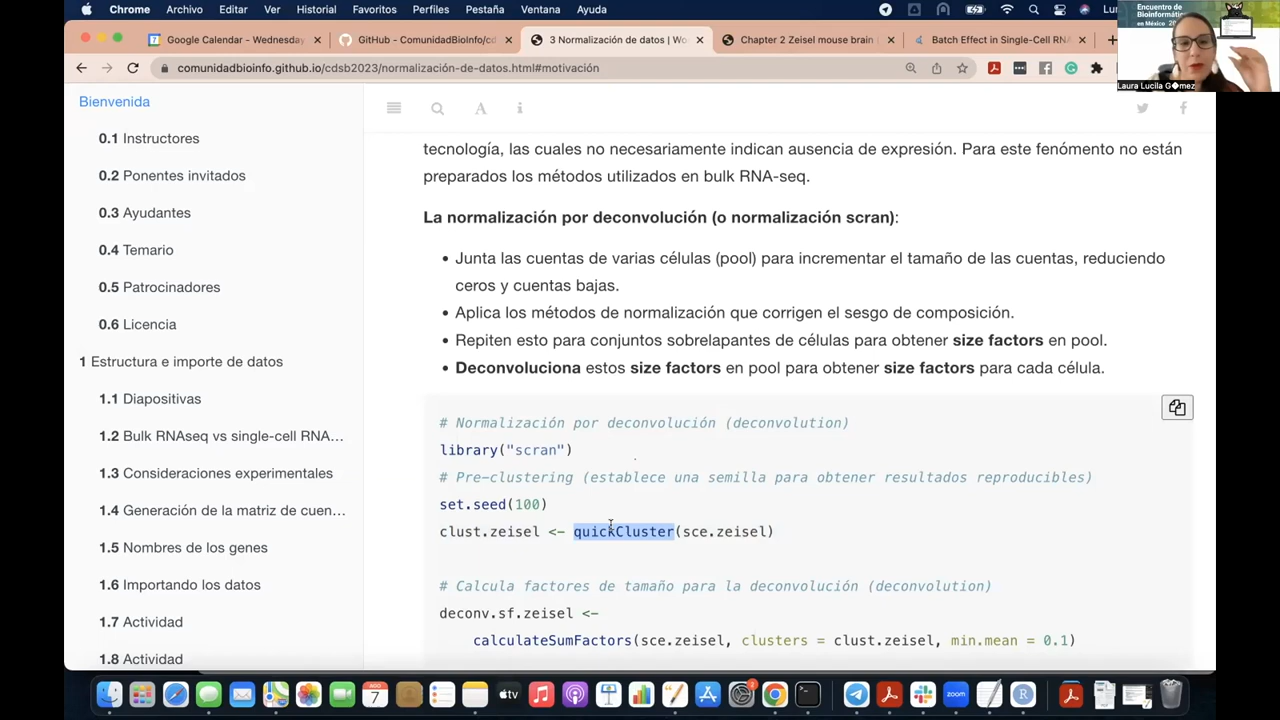 Chrome Archivo Editar Ver Historial Favoritos Perfiles Pestaña Ventana Ayuda
Encuentro de
Bioinformátic
en México 20
Laura Lucila G�mez
Google Calendar - Wednesday,
GitHub - ComunidadBioInfo/cd
Normalización de datos | Wo
Chapter 2 Zeisel mouse brain
Batch Effect in Single-Cell RN
comunidadbioinfo.github.io/cdsb2023/normalización-de-datos.html#motivación
Bienvenida
0.1 Instructores
0.2 Ponentes invitados
0.3 Ayudantes
0.4 Temario
0.5 Patrocinadores
0.6 Licencia
1 Estructura e importe de datos
1.1 Diapositivas
1.2 Bulk RNAseq vs single-cell RNA…
1.3 Consideraciones experimentales
1.4 Generación de la matriz de cuen…
1.5 Nombres de los genes
1.6 Importando los datos
1.7 Actividad
1.8 Actividad
tecnología, las cuales no necesariamente indican ausencia de expresión. Para este fenómento no están
preparados los métodos utilizados en bulk RNA-seq.
La normalización por deconvolución (o normalización scran):
• Junta las cuentas de varias células (pool) para incrementar el tamaño de las cuentas, reduciendo
ceros y cuentas bajas.
• Aplica los métodos de normalización que corrigen el sesgo de composición.
• Repiten esto para conjuntos sobrelapantes de células para obtener size factors en pool.
• Deconvoluciona estos size factors en pool para obtener size factors para cada célula.
# Normalización por deconvolución (deconvolution)
library("scran")
# Pre-clustering (establece una semilla para obtener resultados reproducibles)
set.seed(100)
clust.zeisel <- quickCluster(sce.zeisel)
# Calcula factores de tamaño para la deconvolución (deconvolution)
deconv.sf.zeisel <-
calculateSumFactors(sce.zeisel, clusters = clust.zeisel, min.mean = 0.1)
AGO
7
tv
zoom